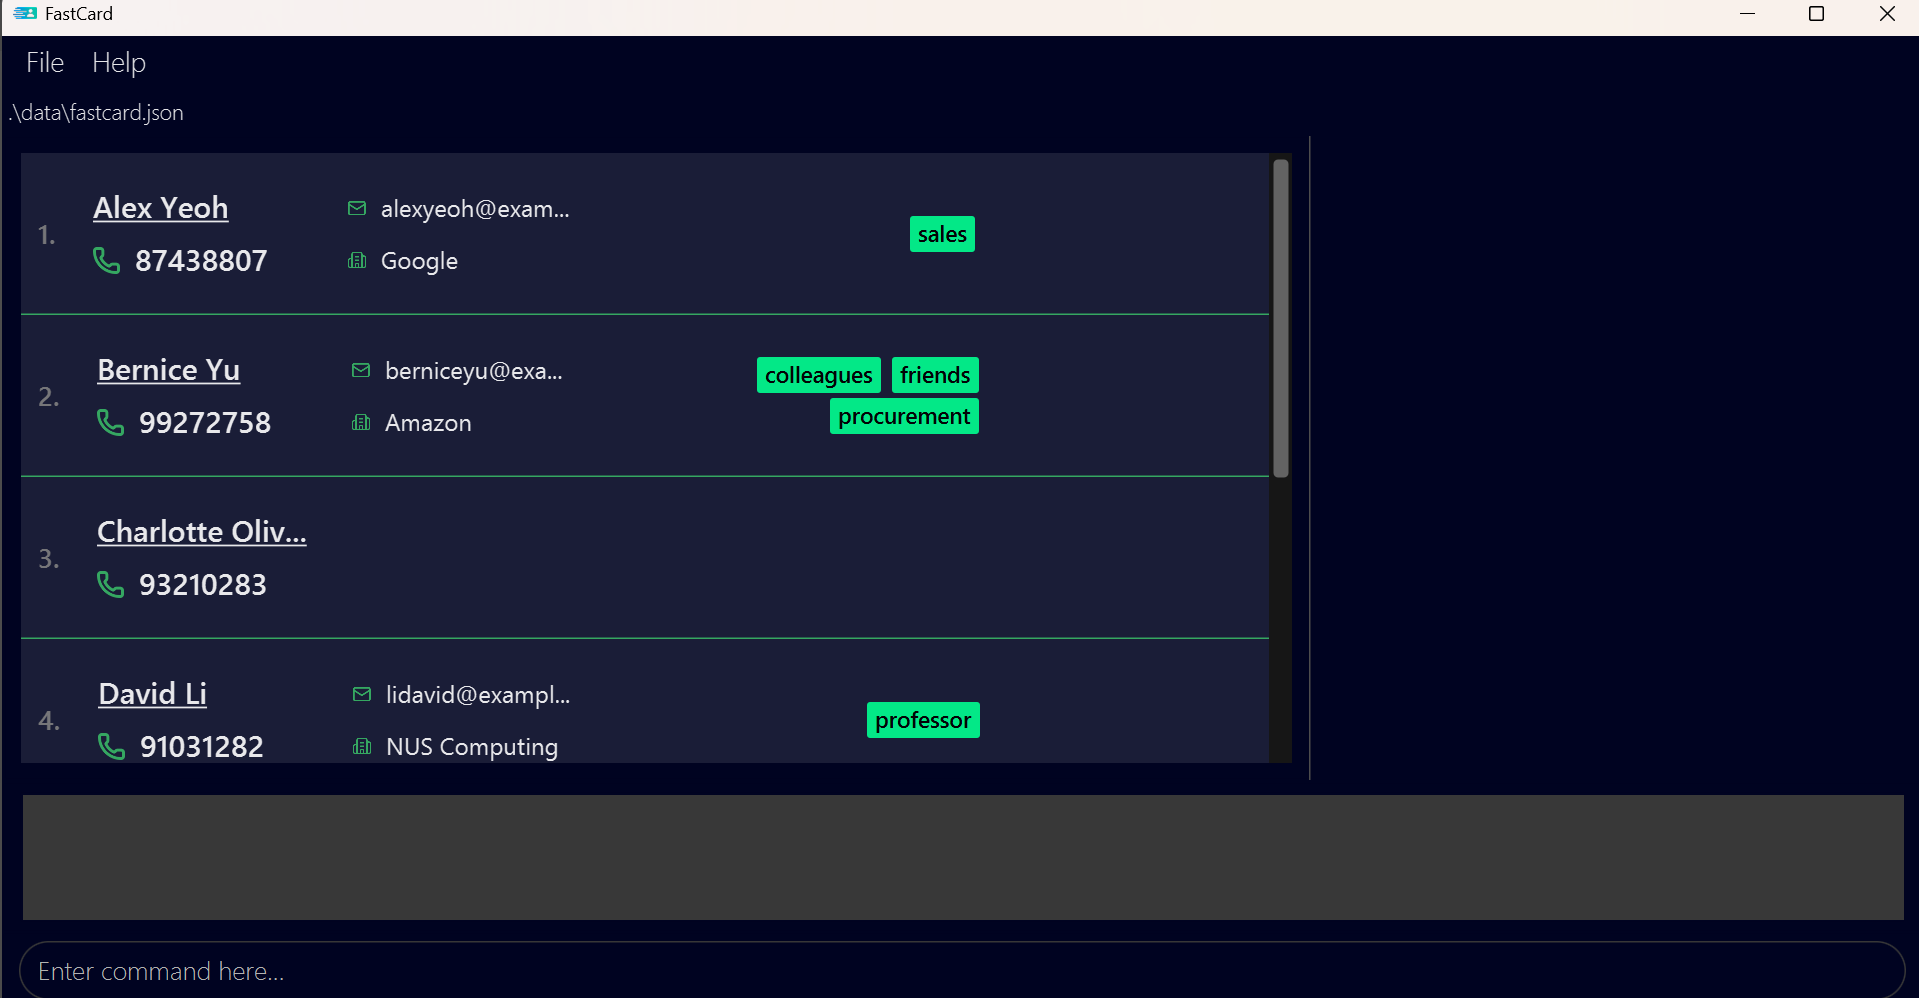 FastCard
File Help
.\data\fastcard.json
1.
Alex Yeoh
87438807
alexyeoh@exam...
Google
sales
2.
Bernice Yu
99272758
berniceyu@exa...
Amazon
colleagues friends
procurement
3.
Charlotte Oliv...
93210283
4.
David Li
91031282
lidavid@exampl...
NUS Computing
professor
Enter command here...